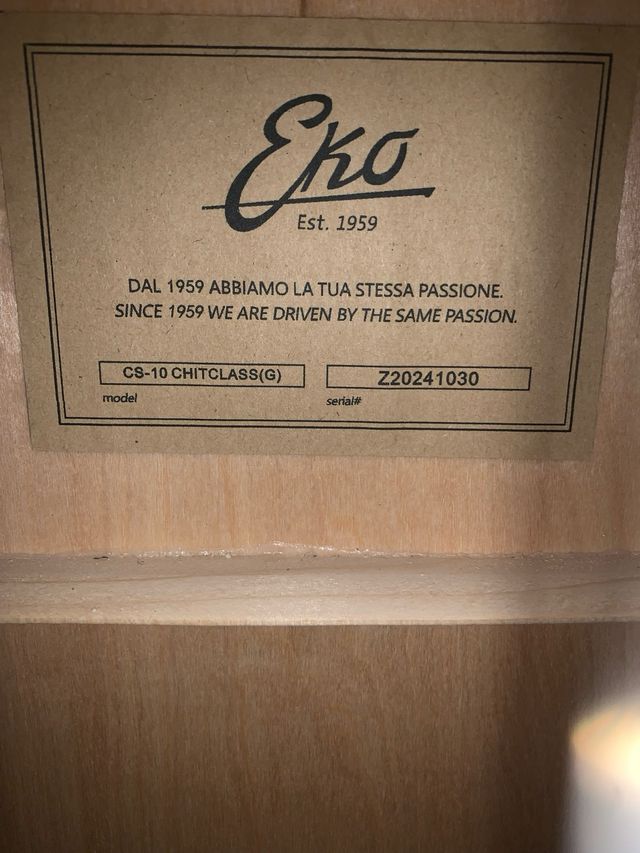 Eko
Est. 1959
DAL 1959 ABBIAMO LA TUA STESSA PASSIONE.
SINCE 1959 WE ARE DRIVEN BY THE SAME PASSION.
CS-10 CHITCLASS(G) Z20241030
model serial#